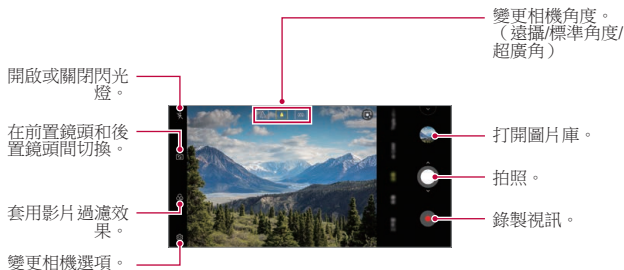 變更相機角度。
（遠攝/標準角度/
超廣角）
開啟或關閉閃光
燈。
在前置鏡頭和後
置鏡頭間切換。
套用影片過濾效
果。
變更相機選項。
打開圖片庫。
拍照。
錄製視訊。